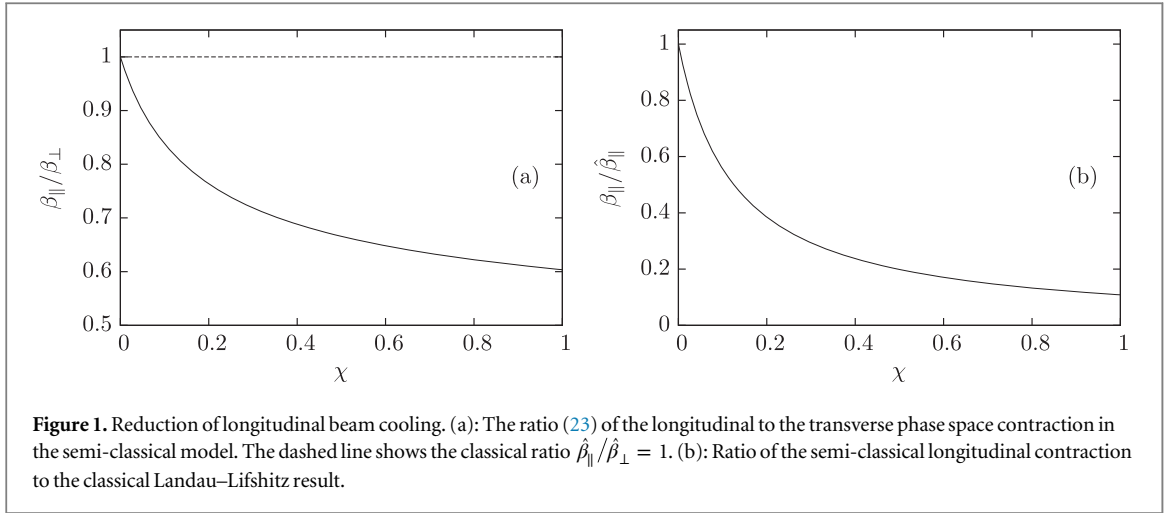 1
0.9
0.8
0.7
0.6
0.5
β∥/β⊥
(a)
0 0.2 0.4 0.6 0.8 1
χ
1
0.8
0.6
0.4
0.2
0
β∥/β̂∥
(b)
0 0.2 0.4 0.6 0.8 1
χ
Figure 1. Reduction of longitudinal beam cooling. (a): The ratio (23) of the longitudinal to the transverse phase space contraction in
the semi-classical model. The dashed line shows the classical ratio β̂∥/β̂⊥ = 1. (b): Ratio of the semi-classical longitudinal contraction
to the classical Landau–Lifshitz result.